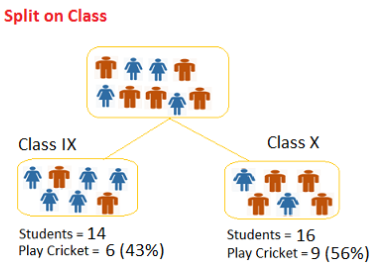 Split on Class
Class IX
Students = 14
Play Cricket = 6 (43%)
Class X
Students = 16
Play Cricket = 9 (56%)